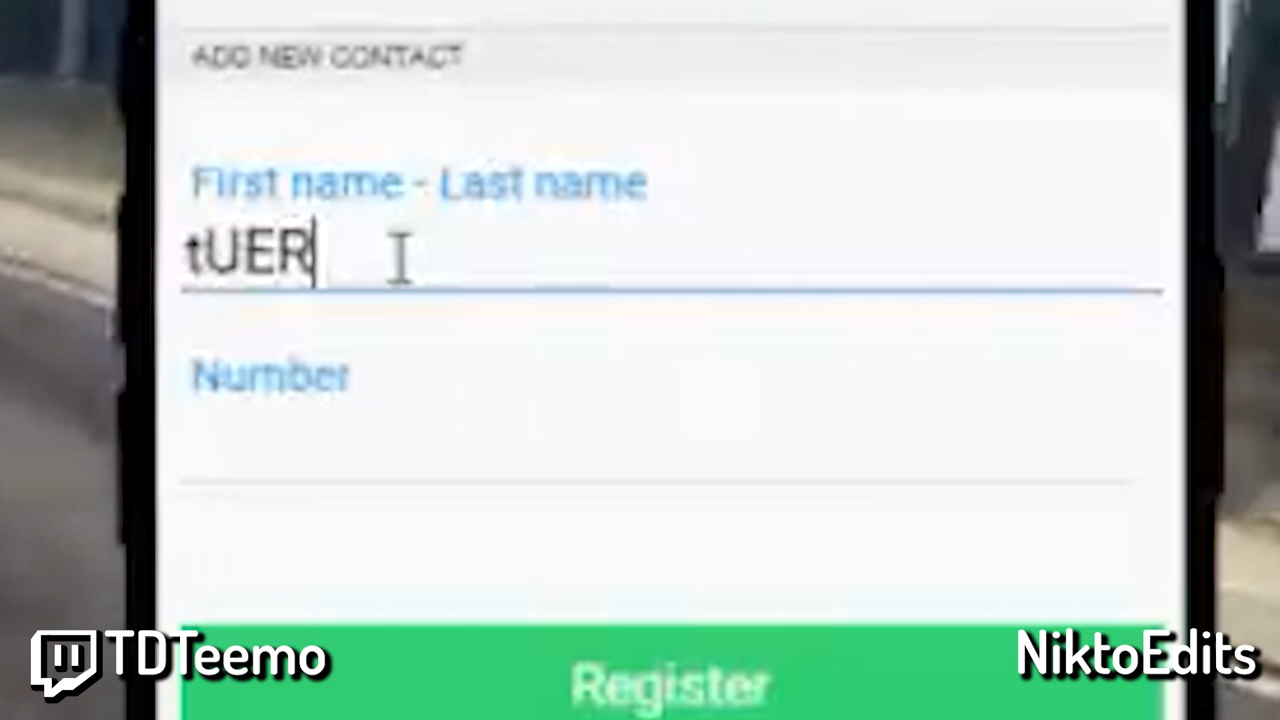 ADD NEW CONTACT
First name - Last name
tUER
Number
Register
TDTeemo
NiktoEdits